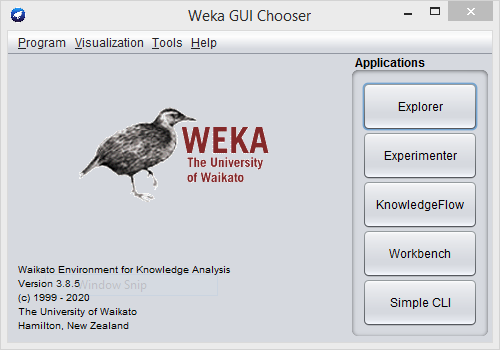 Weka GUI Chooser
Program Visualization Tools Help
Applications
Explorer
Experimenter
KnowledgeFlow
Workbench
Simple CLI
WEKA
The University
of Waikato
Waikato Environment for Knowledge Analysis
Version 3.8.5
Window Snip
(c) 1999 - 2020
The University of Waikato
Hamilton, New Zealand